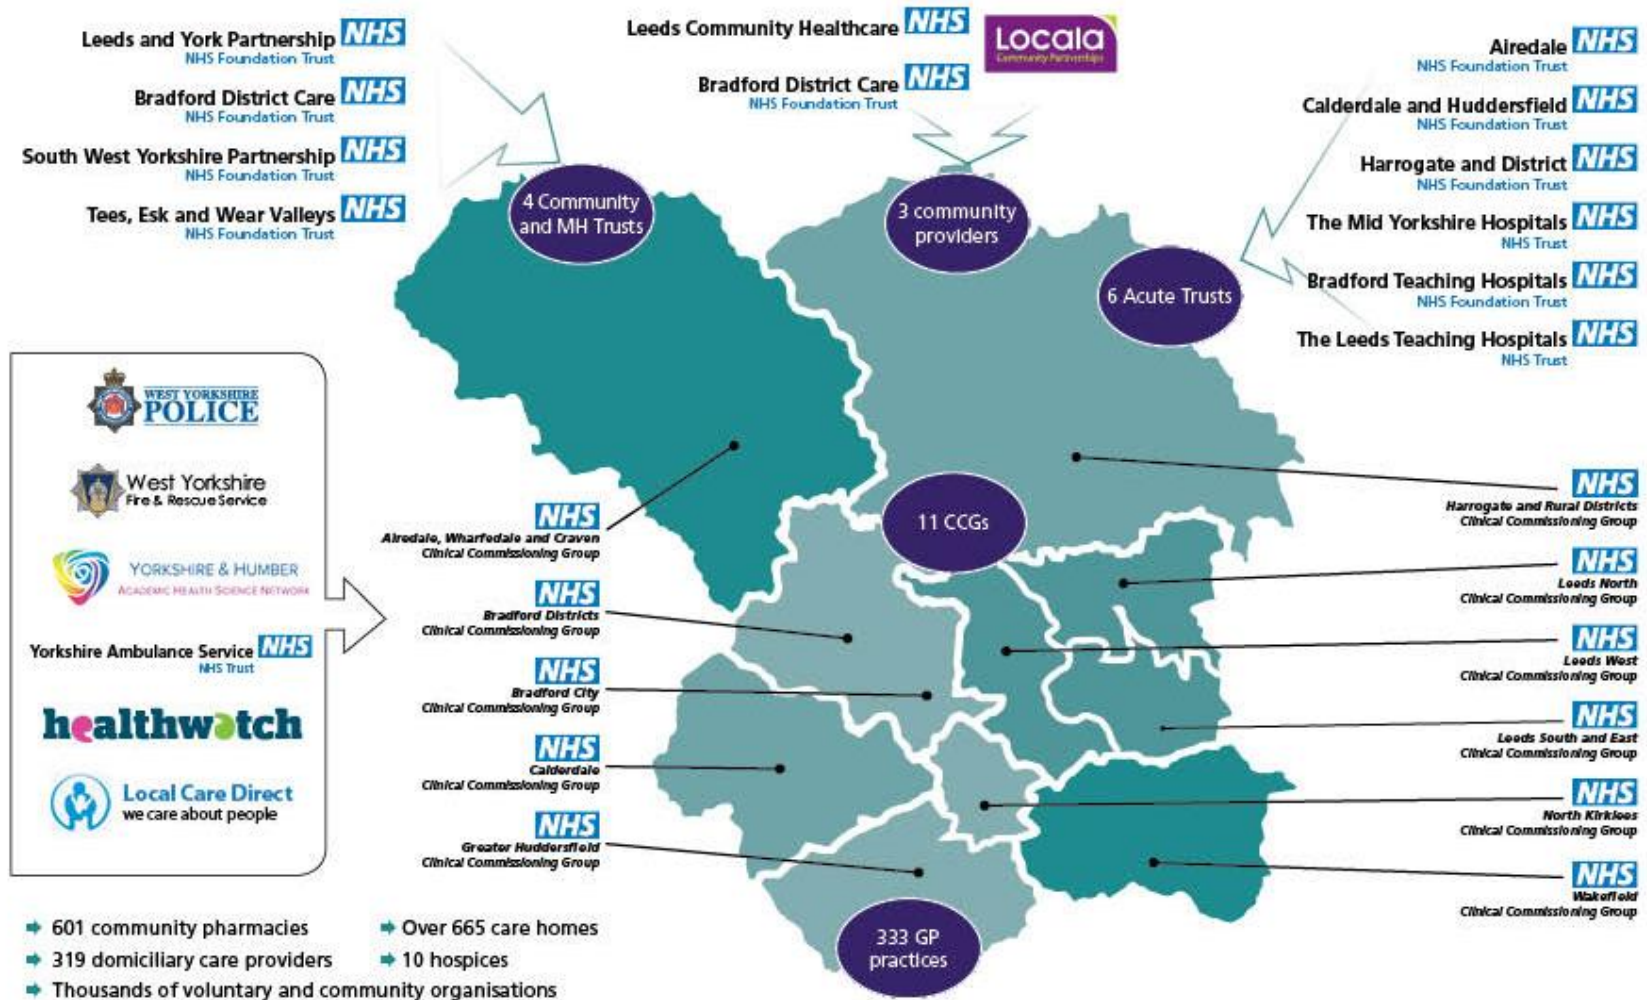 Leeds and York Partnership NHS
NHS Foundation Trust
Bradford District Care NHS
NHS Foundation Trust
South West Yorkshire Partnership NHS
NHS Foundation Trust
Tees, Esk and Wear Valleys NHS
NHS Foundation Trust
Leeds Community Healthcare NHS
Locala
Community Partnerships
Bradford District Care NHS
NHS Foundation Trust
Airedale NHS
NHS Foundation Trust
Calderdale and Huddersfield NHS
NHS Foundation Trust
Harrogate and District NHS
NHS Foundation Trust
The Mid Yorkshire Hospitals NHS
NHS Trust
Bradford Teaching Hospitals NHS
NHS Foundation Trust
The Leeds Teaching Hospitals NHS
NHS Trust
4 Community
and MH Trusts
3 community
providers
6 Acute Trusts
11 CCGs
333 GP
practices
WEST YORKSHIRE
POLICE
West Yorkshire
Fire & Rescue Service
YORKSHIRE & HUMBER
ACADEMIC HEALTH SCIENCE NETWORK
Yorkshire Ambulance Service NHS
NHS Trust
healthwatch
Local Care Direct
we care about people
NHS
Airedale, Wharfedale and Craven
Clinical Commissioning Group
NHS
Bradford Districts
Clinical Commissioning Group
NHS
Bradford City
Clinical Commissioning Group
NHS
Calderdale
Clinical Commissioning Group
NHS
Greater Huddersfield
Clinical Commissioning Group
NHS
Harrogate and Rural Districts
Clinical Commissioning Group
NHS
Leeds North
Clinical Commissioning Group
NHS
Leeds West
Clinical Commissioning Group
NHS
Leeds South and East
Clinical Commissioning Group
NHS
North Kirklees
Clinical Commissioning Group
NHS
Wakefield
Clinical Commissioning Group
601 community pharmacies
Over 665 care homes
319 domiciliary care providers
10 hospices
Thousands of voluntary and community organisations